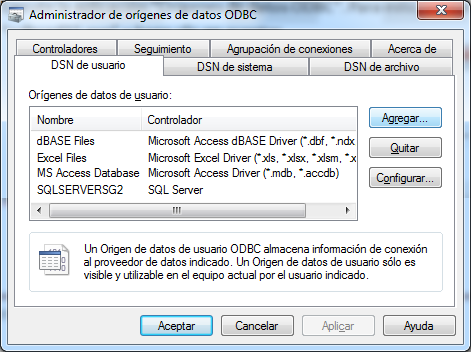 Administrador de orígenes de datos ODBC
Controladores Seguimiento Agrupación de conexiones Acerca de
DSN de usuario DSN de sistema DSN de archivo
Orígenes de datos de usuario:
Nombre Controlador
dBASE Files Microsoft Access dBASE Driver (*.dbf, *.ndx
Excel Files Microsoft Excel Driver (*.xls, *.xlsx, *.xlsm, *.x
MS Access Database Microsoft Access Driver (*.mdb, *.accdb)
SQLSERVERSG2 SQL Server
Agregar...
Quitar
Configurar...
Un Origen de datos de usuario ODBC almacena información de conexión
al proveedor de datos indicado. Un Origen de datos de usuario sólo es
visible y utilizable en el equipo actual por el usuario indicado.
Aceptar Cancelar Aplicar Ayuda